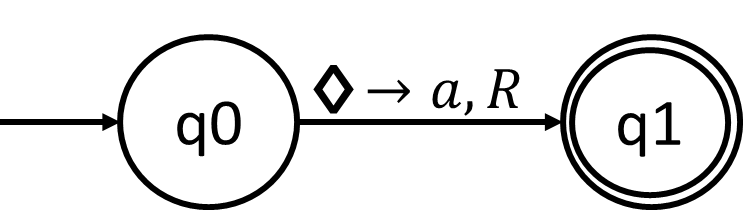 ◊ → a, R
q0
q1